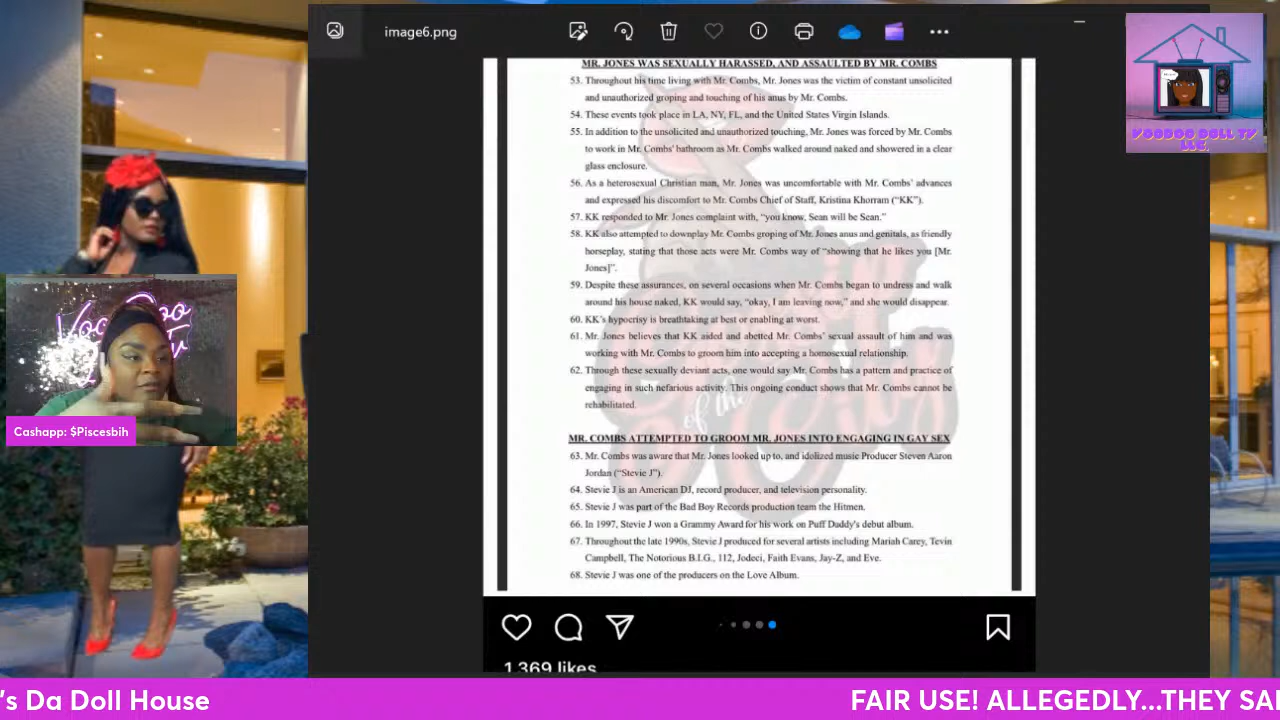 image6.png
MR. JONES WAS SEXUALLY HARASSED, AND ASSAULTED BY MR. COMBS
53. Throughout his time living with Mr. Combs, Mr. Jones was the victim of constant unsolicited
and unauthorized groping and touching of his anus by Mr. Combs.
54. These events took place in LA, NY, FL, and the United States Virgin Islands.
55. In addition to the unsolicited and unauthorized touching, Mr. Jones was forced by Mr. Combs
to work in Mr. Combs' bathroom as Mr. Combs walked around naked and showered in a clear
glass enclosure.
56. As a heterosexual Christian man, Mr. Jones was uncomfortable with Mr. Combs' advances
and expressed his discomfort to Mr. Combs Chief of Staff, Kristina Khorram ("KK").
57. KK responded to Mr. Jones complaint with, "you know, Sean will be Sean."
58. KK also attempted to downplay Mr. Combs groping of Mr. Jones anus and genitals, as friendly
horseplay, stating that those acts were Mr. Combs way of "showing that he likes you [Mr.
Jones]".
59. Despite these assurances, on several occasions when Mr. Combs began to undress and walk
around his house naked, KK would say, "okay, I am leaving now," and she would disappear.
60. KK's hypocrisy is breathtaking at best or enabling at worst.
61. Mr. Jones believes that KK aided and abetted Mr. Combs' sexual assault of him and was
working with Mr. Combs to groom him into accepting a homosexual relationship.
62. Through these sexually deviant acts, one would say Mr. Combs has a pattern and practice of
engaging in such nefarious activity. This ongoing conduct shows that Mr. Combs cannot be
rehabilitated.
of the
MR. COMBS ATTEMPTED TO GROOM MR. JONES INTO ENGAGING IN GAY SEX
63. Mr. Combs was aware that Mr. Jones looked up to, and idolized music Producer Steven Aaron
Jordan ("Stevie J").
64. Stevie J is an American DJ, record producer, and television personality.
65. Stevie J was part of the Bad Boy Records production team the Hitmen.
66. In 1997, Stevie J won a Grammy Award for his work on Puff Daddy's debut album.
67. Throughout the late 1990s, Stevie J produced for several artists including Mariah Carey, Tevin
Campbell, The Notorious B.I.G., 112, Jodeci, Faith Evans, Jay-Z, and Eve.
68. Stevie J was one of the producers on the Love Album.
1,369 likes
VOODOO DOLL TV
LLC.
Cashapp: $Piscesbih
's Da Doll House
FAIR USE! ALLEGEDLY...THEY SA